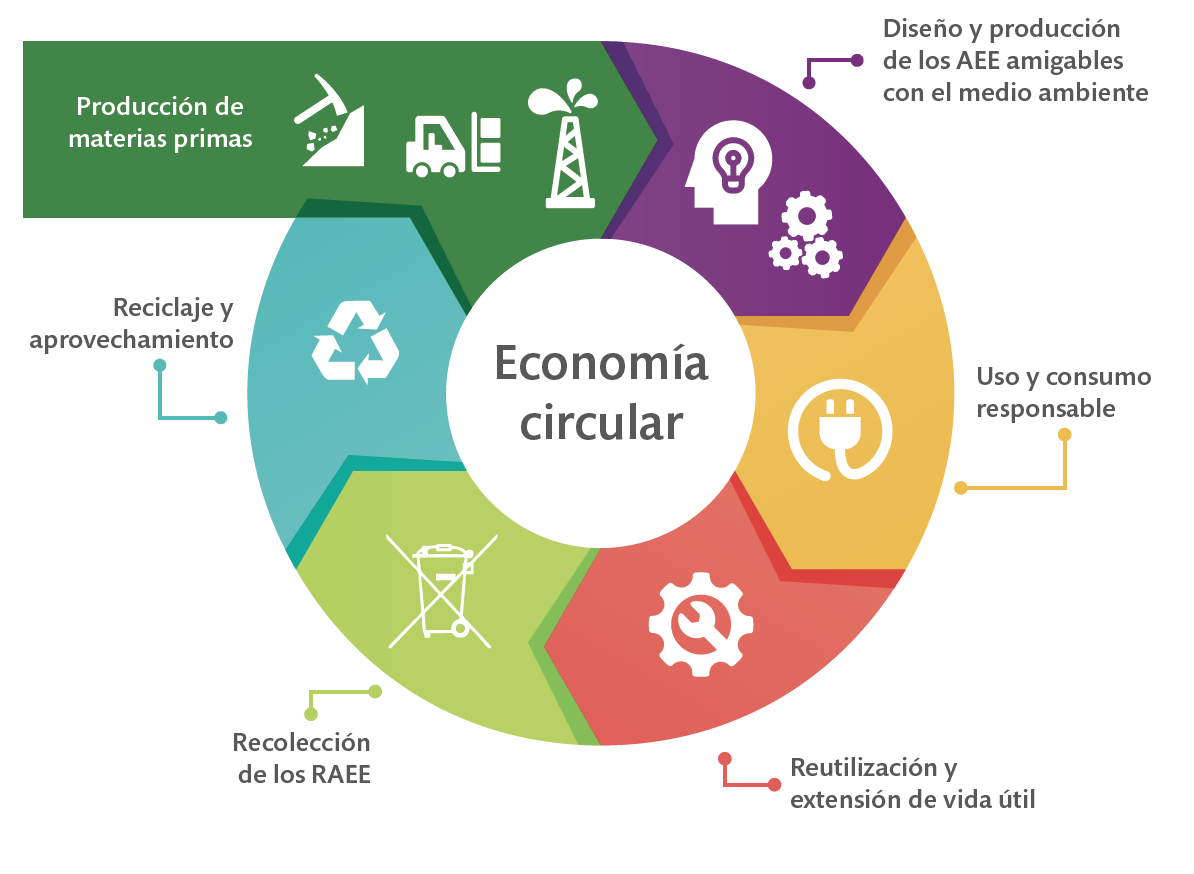 Producción de
materias primas
Diseño y producción
de los AEE amigables
con el medio ambiente
Uso y consumo
responsable
Reutilización y
extensión de vida útil
Recolección
de los RAEE
Reciclaje y
aprovechamiento
Economía
circular